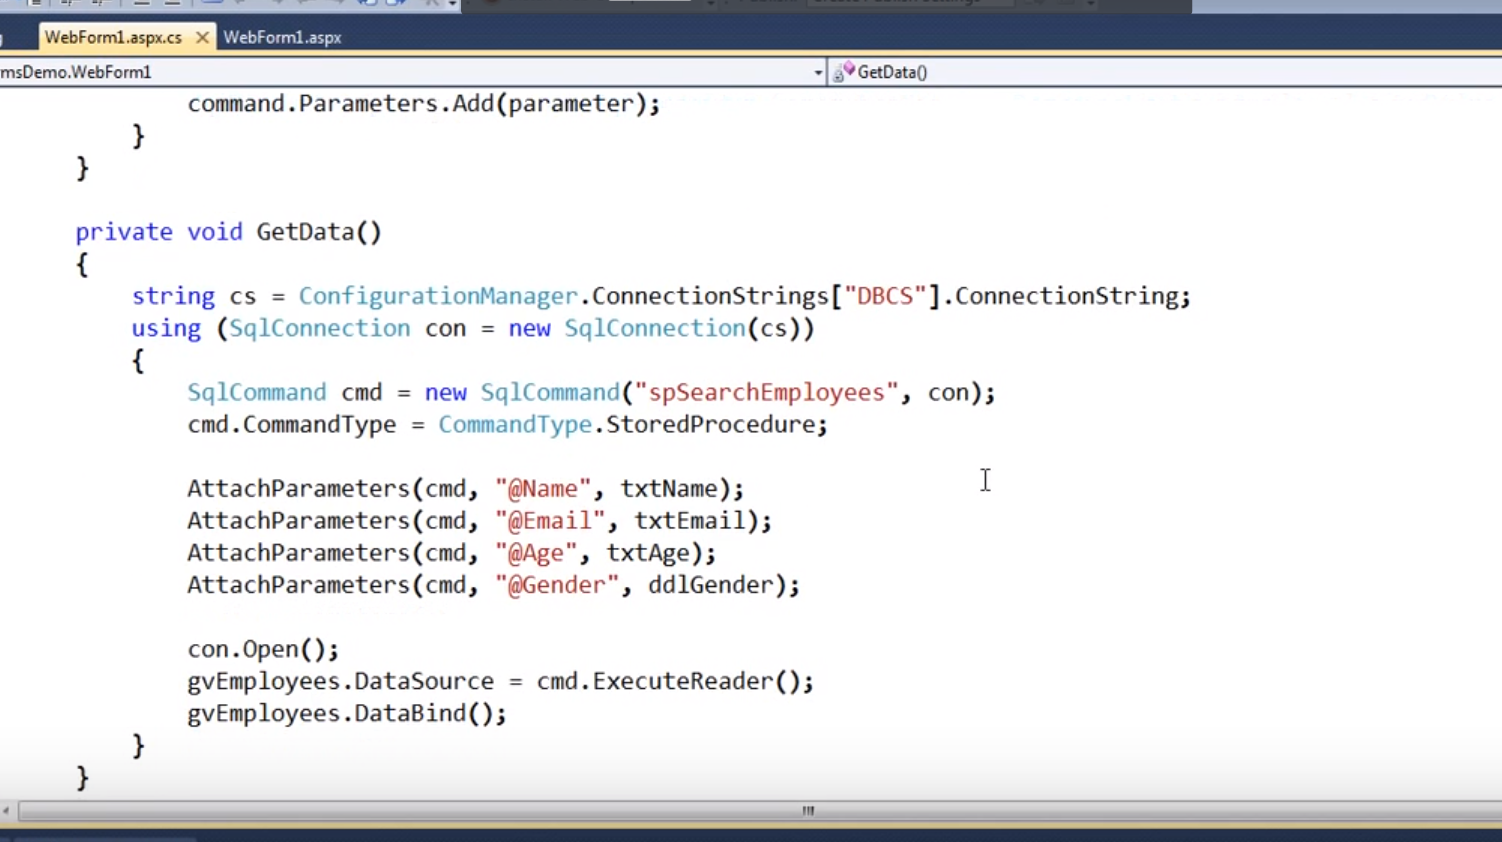 WebForm1.aspx.cs WebForm1.aspx
msDemo.WebForm1 GetData()
command.Parameters.Add(parameter);
}
}
private void GetData()
{
string cs = ConfigurationManager.ConnectionStrings["DBCS"].ConnectionString;
using (SqlConnection con = new SqlConnection(cs))
{
SqlCommand cmd = new SqlCommand("spSearchEmployees", con);
cmd.CommandType = CommandType.StoredProcedure;
AttachParameters(cmd, "@Name", txtName);
AttachParameters(cmd, "@Email", txtEmail);
AttachParameters(cmd, "@Age", txtAge);
AttachParameters(cmd, "@Gender", ddlGender);
con.Open();
gvEmployees.DataSource = cmd.ExecuteReader();
gvEmployees.DataBind();
}
}